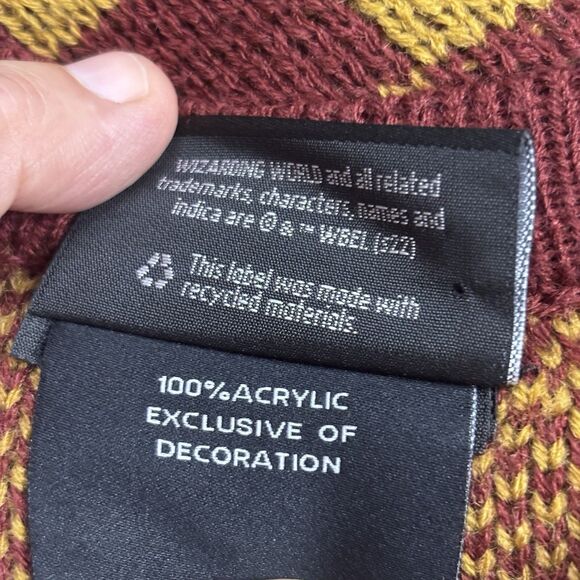 WIZARDING WORLD and all related
trademarks, characters, names and
indica are © & ™ WBEI (s22)
This label was made with
recycled materials.
100%ACRYLIC
EXCLUSIVE OF
DECORATION